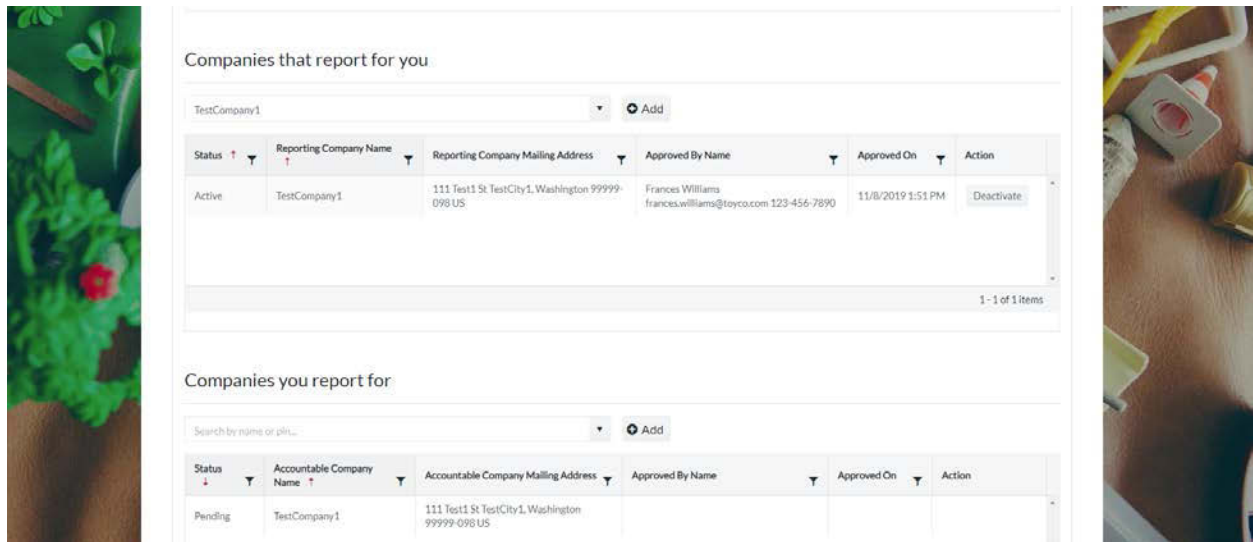 Companies that report for you
TestCompany1
Add
Status Reporting Company Name Reporting Company Mailing Address Approved By Name Approved On Action
Active TestCompany1 111 Test1 St TestCity1, Washington 99999-
098 US Frances Williams
frances.williams@toyco.com 123-456-7890 11/8/2019 1:51 PM Deactivate
1 - 1 of 1 items
Companies you report for
Search by name or pin...
Add
Status Accountable Company
Name Accountable Company Mailing Address Approved By Name Approved On Action
Pending TestCompany1 111 Test1 St TestCity1, Washington
99999-098 US